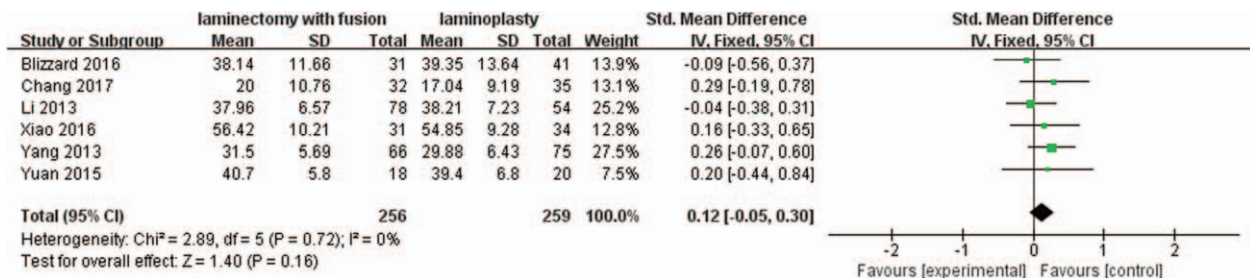 laminectomy with fusion laminoplasty Std. Mean Difference Std. Mean Difference
Study or Subgroup Mean SD Total Mean SD Total Weight IV, Fixed, 95% CI IV, Fixed, 95% CI
Blizzard 2016 38.14 11.66 31 39.35 13.64 41 13.9% -0.09 [-0.56, 0.37]
Chang 2017 20 10.76 32 17.04 9.19 35 13.1% 0.29 [-0.19, 0.78]
Li 2013 37.96 6.57 78 38.21 7.23 54 25.2% -0.04 [-0.38, 0.31]
Xiao 2016 56.42 10.21 31 54.85 9.28 34 12.8% 0.16 [-0.33, 0.65]
Yang 2013 31.5 5.69 66 29.88 6.43 75 27.5% 0.26 [-0.07, 0.60]
Yuan 2015 40.7 5.8 18 39.4 6.8 20 7.5% 0.20 [-0.44, 0.84]
Total (95% CI) 256 259 100.0% 0.12 [-0.05, 0.30]
Heterogeneity: Chi² = 2.89, df = 5 (P = 0.72); I² = 0%
Test for overall effect: Z = 1.40 (P = 0.16)
-2 -1 0 1 2
Favours [experimental] Favours [control]